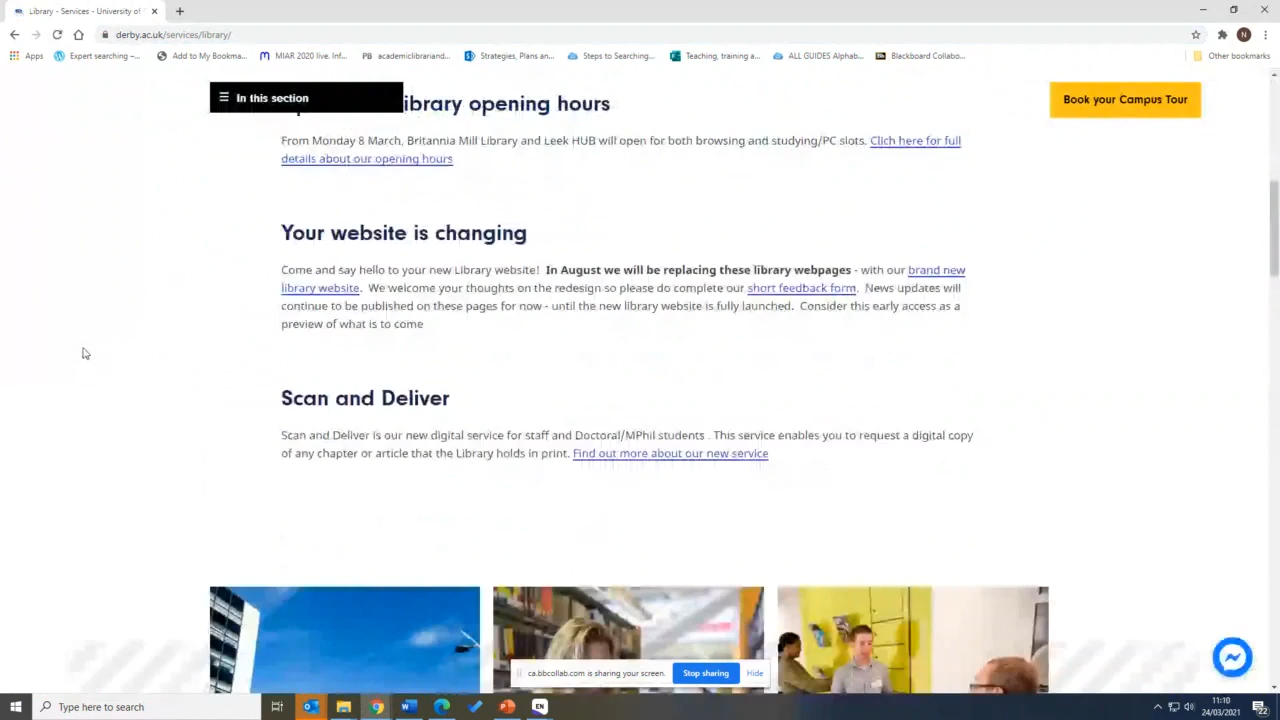 Library - Services - University of
derby.ac.uk/services/library/
N
Apps
Expert searching –...
Add to My Bookma...
MIAR 2020 live. Inf...
PB academiclibrariand...
Strategies, Plans an...
Steps to Searching...
Teaching, training a...
ALL GUIDES Alphab...
Blackboard Collabo...
Other bookmarks
In this section
ibrary opening hours
Book your Campus Tour
From Monday 8 March, Britannia Mill Library and Leek HUB will open for both browsing and studying/PC slots. Clich here for full
details about our opening hours
Your website is changing
Come and say hello to your new Library website! In August we will be replacing these library webpages - with our brand new
library website. We welcome your thoughts on the redesign so please do complete our short feedback form. News updates will
continue to be published on these pages for now - until the new library website is fully launched. Consider this early access as a
preview of what is to come
Scan and Deliver
Scan and Deliver is our new digital service for staff and Doctoral/MPhil students . This service enables you to request a digital copy
of any chapter or article that the Library holds in print. Find out more about our new service
ca.bbcollab.com is sharing your screen.
Stop sharing
Hide
Type here to search
EN
11:10
24/03/2021
22